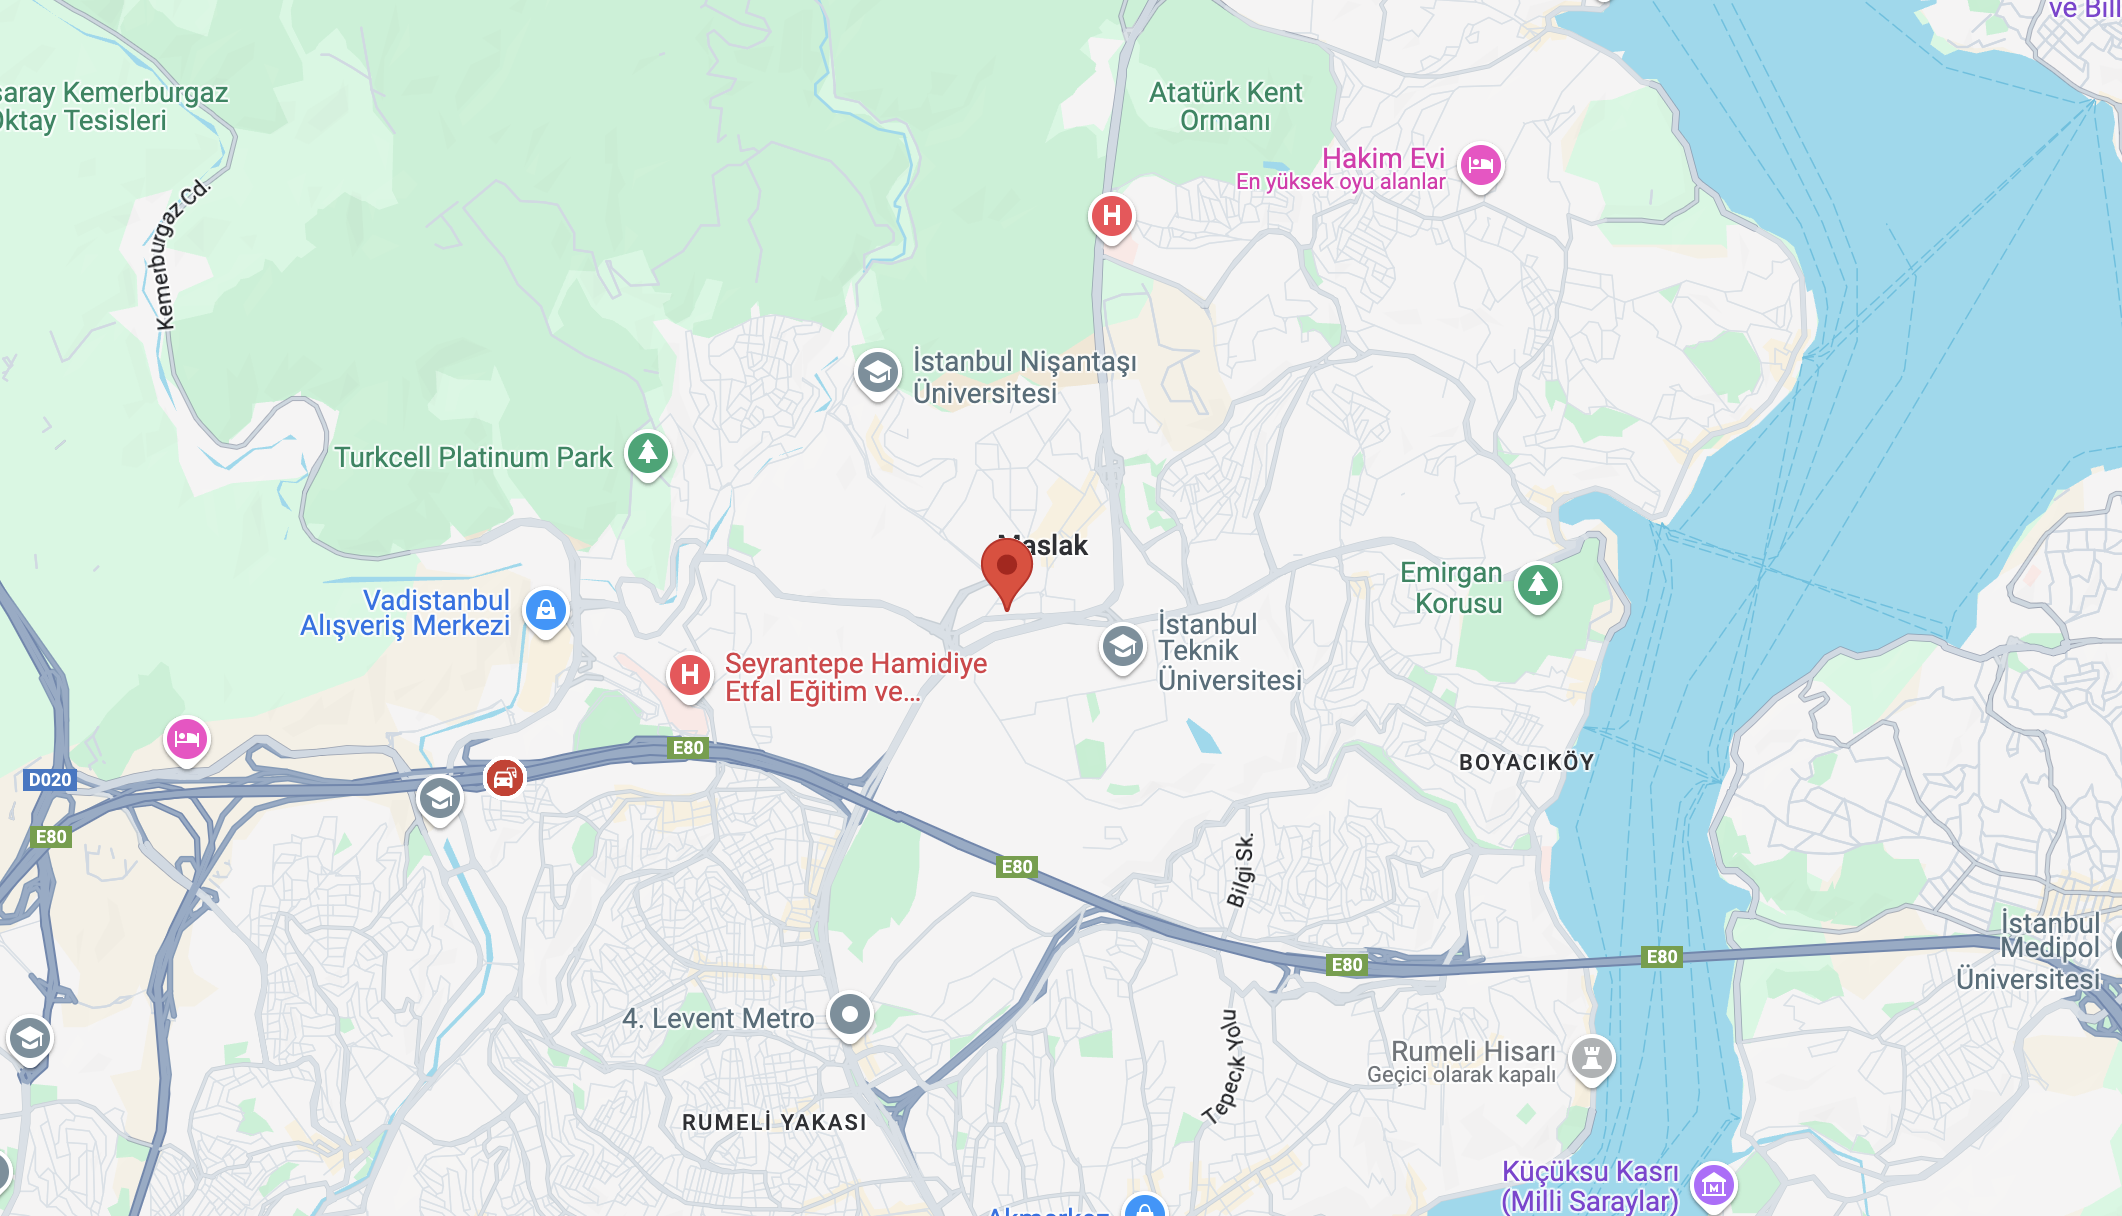 ve Bill
saray Kemerburgaz
Oktay Tesisleri
Atatürk Kent
Ormanı
Hakim Evi
En yüksek oyu alanlar
H
Kemerburgaz Cd.
İstanbul Nişantaşı
Üniversitesi
Turkcell Platinum Park
Maslak
Emirgan
Korusu
Vadistanbul
Alışveriş Merkezi
İstanbul
Teknik
Üniversitesi
H
Seyrantepe Hamidiye
Etfal Eğitim ve...
E80
BOYACIKÖY
D020
E80
E80
Bilgi Sk.
İstanbul
Medipol
Üniversitesi
E80
E80
4. Levent Metro
Tepecik Yolu
Rumeli Hisarı
Geçici olarak kapalı
RUMELİ YAKASI
Küçüksu Kasrı
(Milli Saraylar)
M
Akmerkez